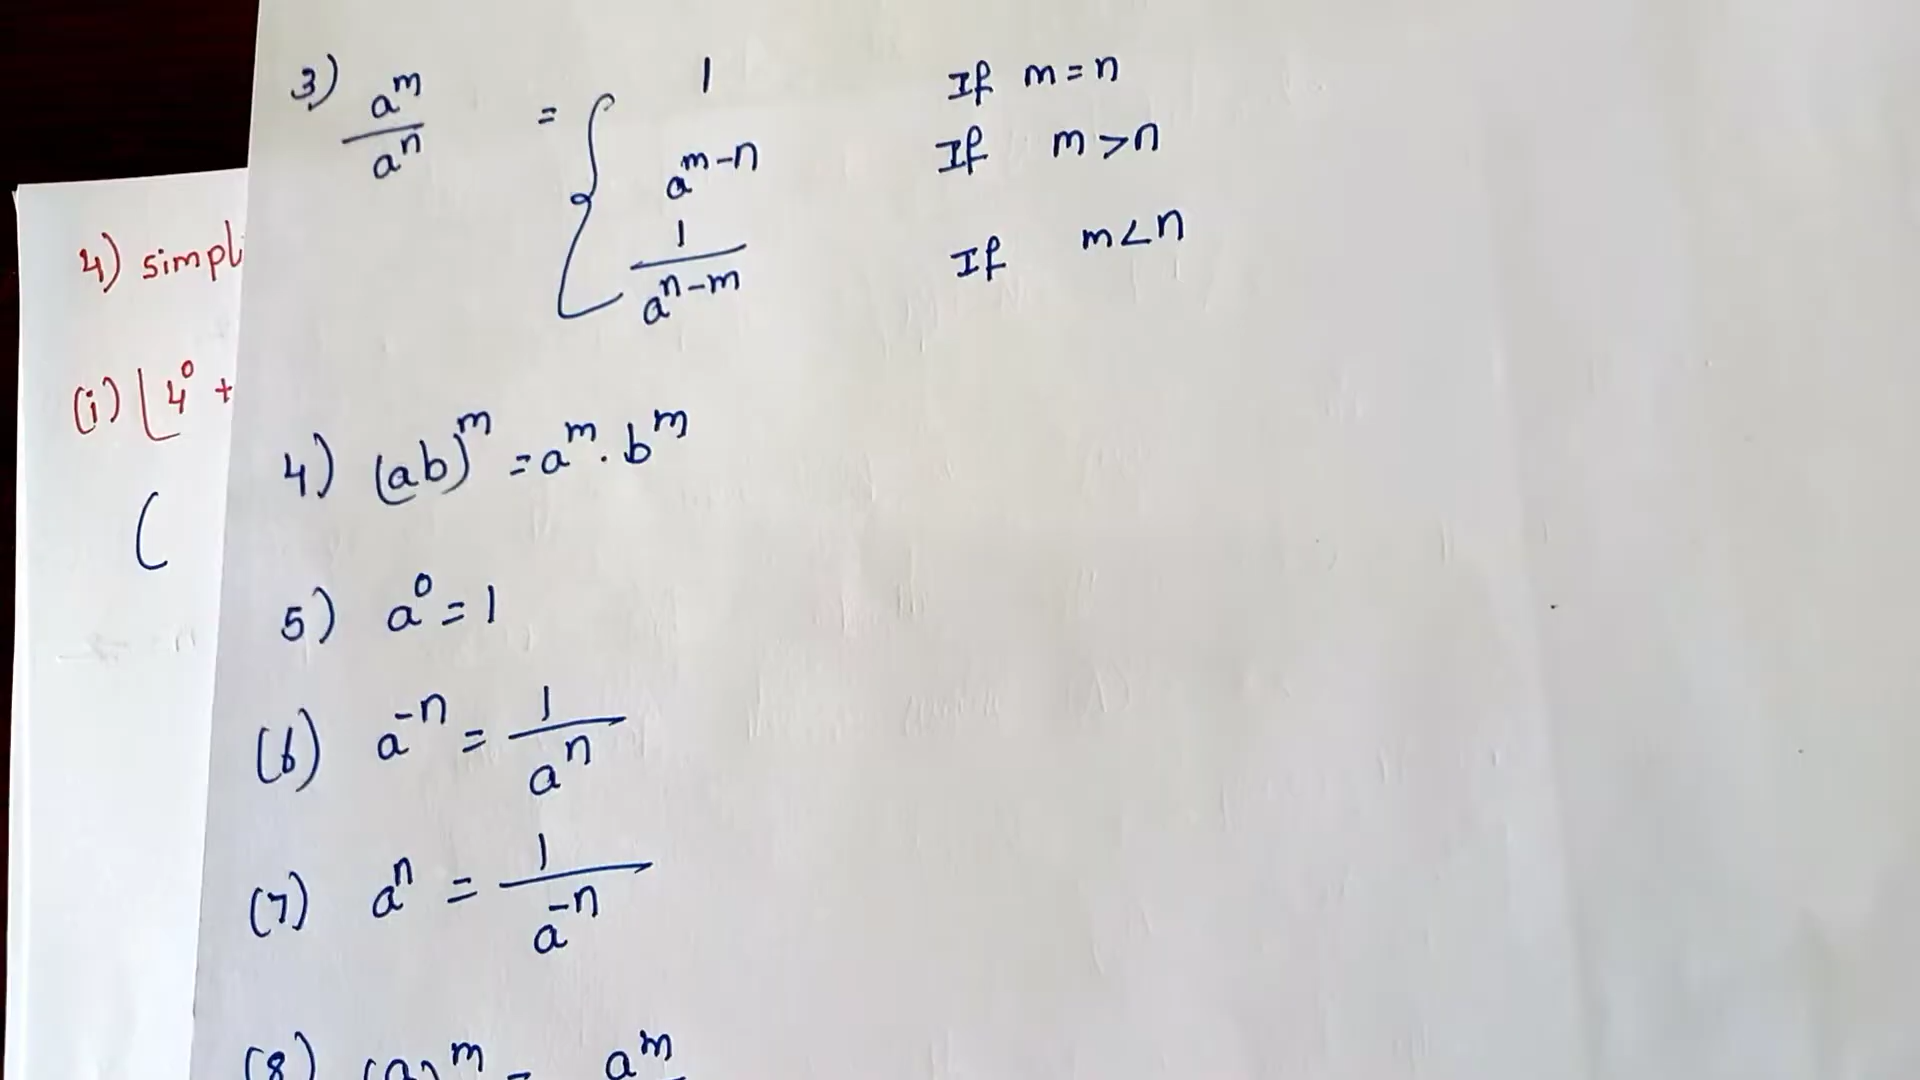 3) a^m / a^n = { 1 If m=n
a^(m-n) If m>n
1 / a^(n-m) If m<n
4) (ab)^m = a^m . b^m
5) a^0 = 1
(6) a^-n = 1 / a^n
(7) a^n = 1 / a^-n
(8)
a^m
4) simpl
(i) [4^0 +
(